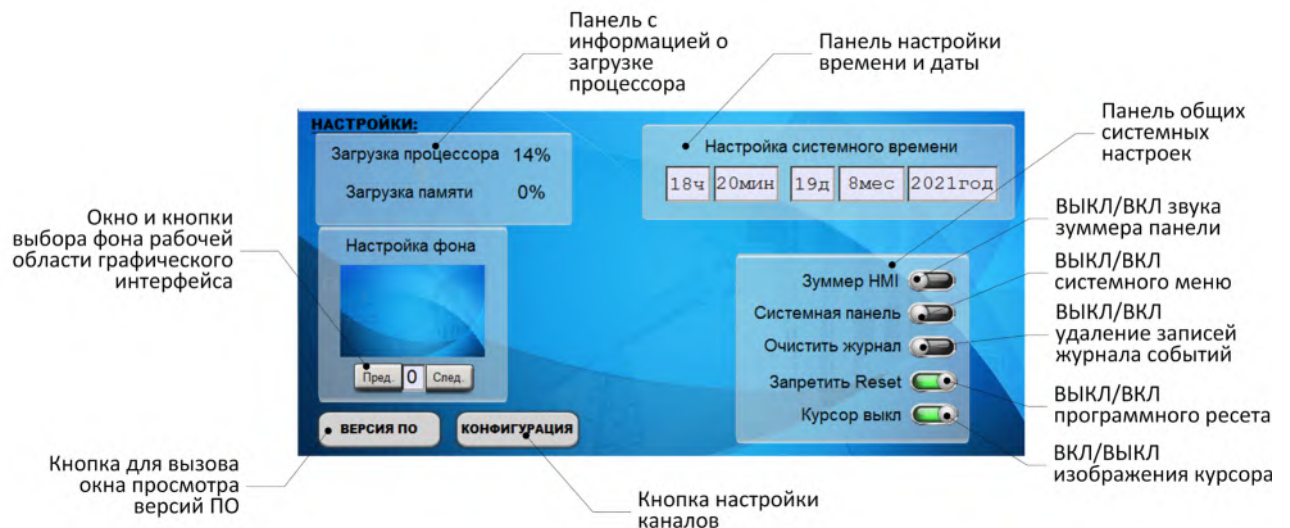 Панель с
информацией о
загрузке
процессора
Панель настройки
времени и даты
Панель общих
системных
настроек
НАСТРОЙКИ:
Загрузка процессора 14%
Загрузка памяти 0%
Настройка системного времени
18ч 20мин 19д 8мес 2021год
Окно и кнопки
выбора фона рабочей
области графического
интерфейса
Настройка фона
Пред. 0 След.
ВЕРСИЯ ПО
КОНФИГУРАЦИЯ
Зуммер HMI
Системная панель
Очистить журнал
Запретить Reset
Курсор выкл
ВЫКЛ/ВКЛ звука
зуммера панели
ВЫКЛ/ВКЛ
системного меню
ВЫКЛ/ВКЛ
удаление записей
журнала событий
ВЫКЛ/ВКЛ
программного ресета
ВКЛ/ВЫКЛ
изображения курсора
Кнопка для вызова
окна просмотра
версий ПО
Кнопка настройки
каналов